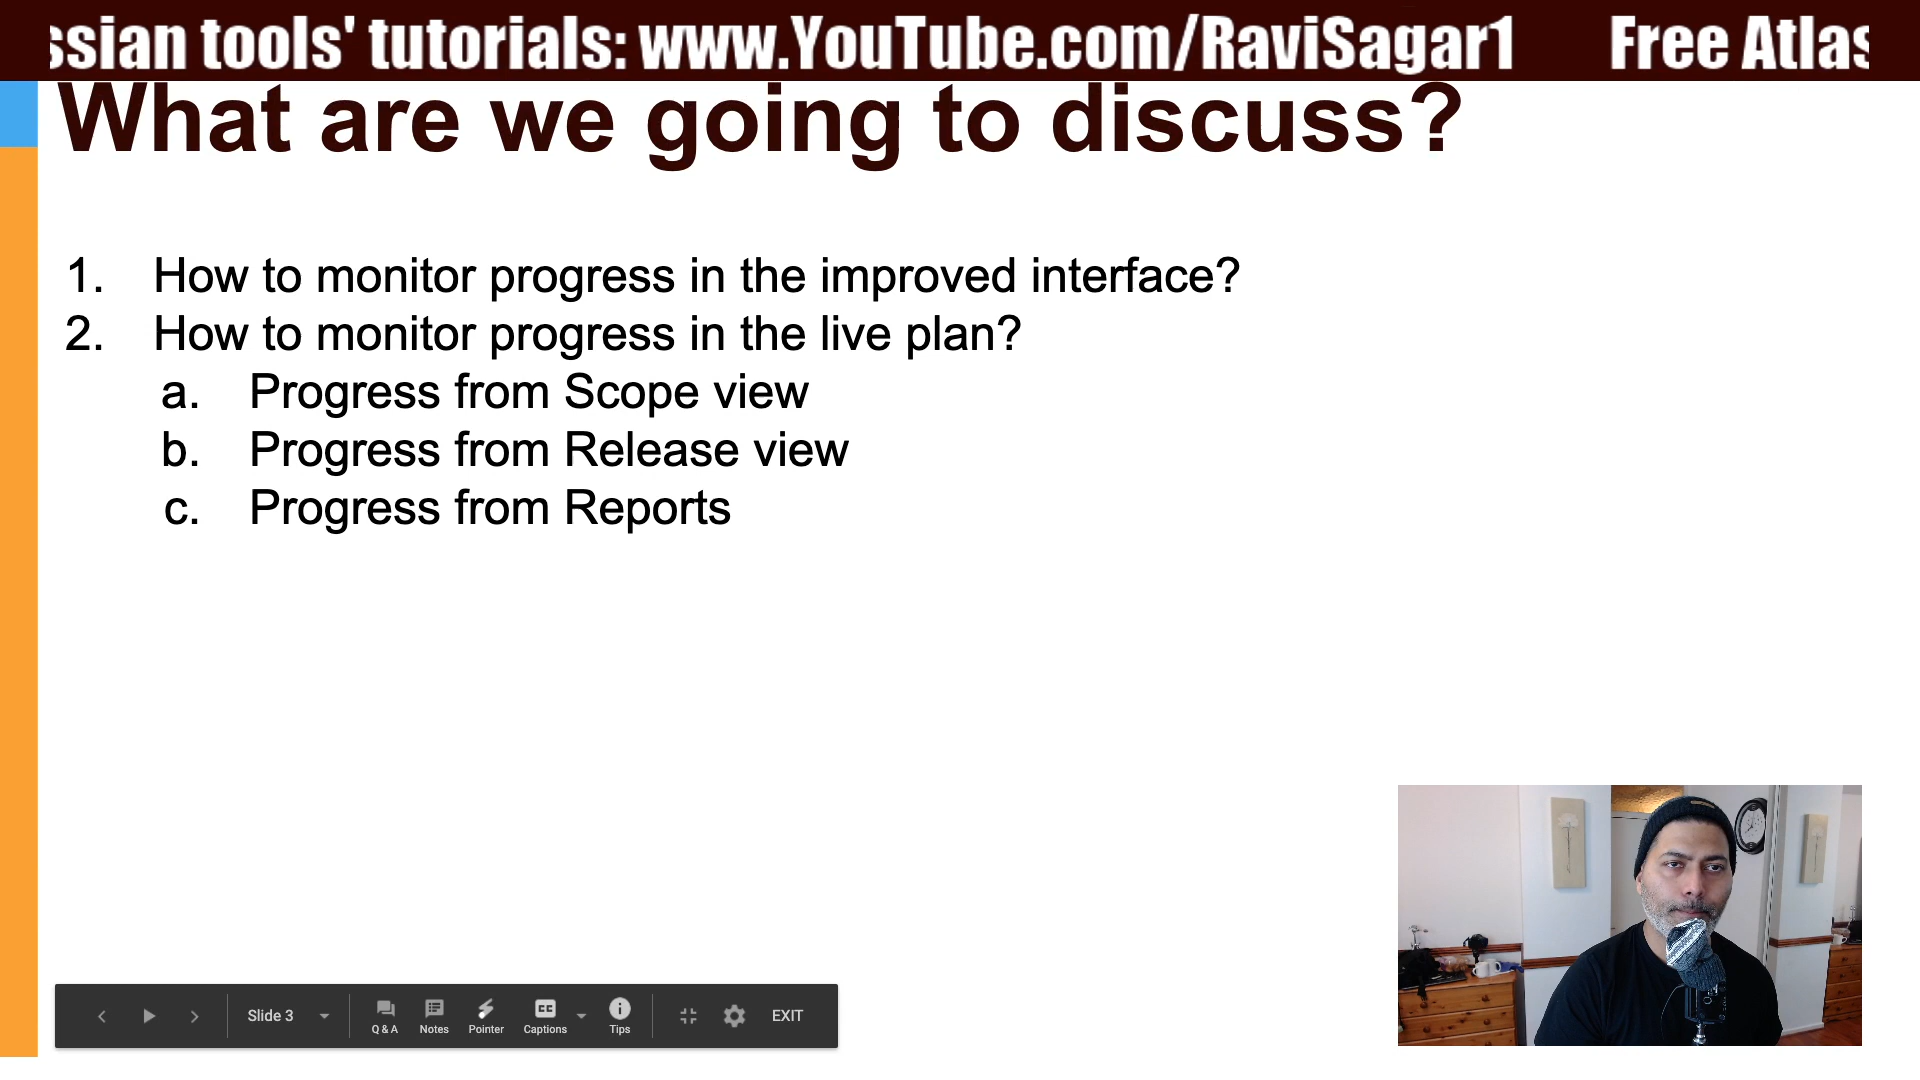 ssian tools' tutorials: www.YouTube.com/RaviSagar1 Free Atlas
What are we going to discuss?
1. How to monitor progress in the improved interface?
2. How to monitor progress in the live plan?
a. Progress from Scope view
b. Progress from Release view
c. Progress from Reports
Slide 3 Q & A Notes Pointer CC Captions Tips EXIT